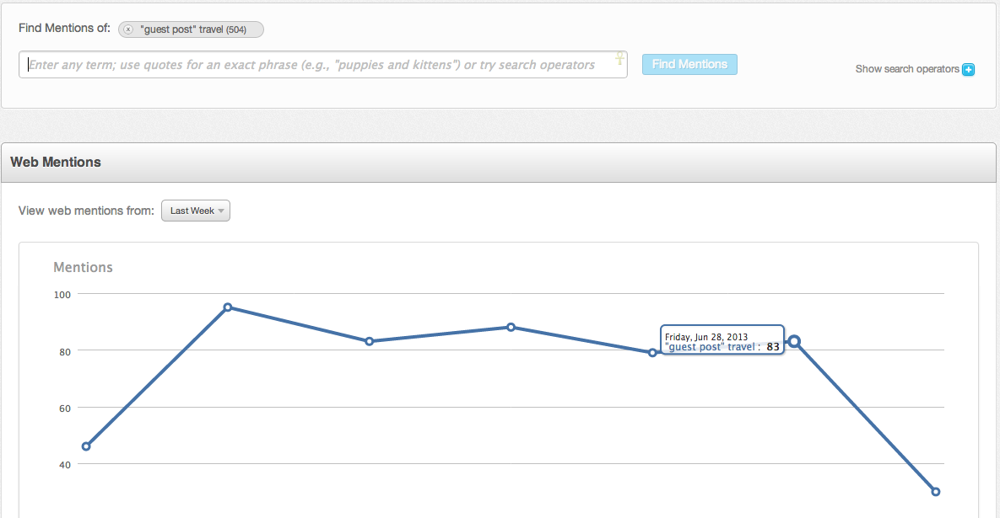 Find Mentions of: x "guest post" travel (504)
Enter any term; use quotes for an exact phrase (e.g., "puppies and kittens") or try search operators
Find Mentions
Show search operators +
Web Mentions
View web mentions from: Last Week
Mentions
100
80
60
40
Friday, Jun 28, 2013
"guest post" travel : 83